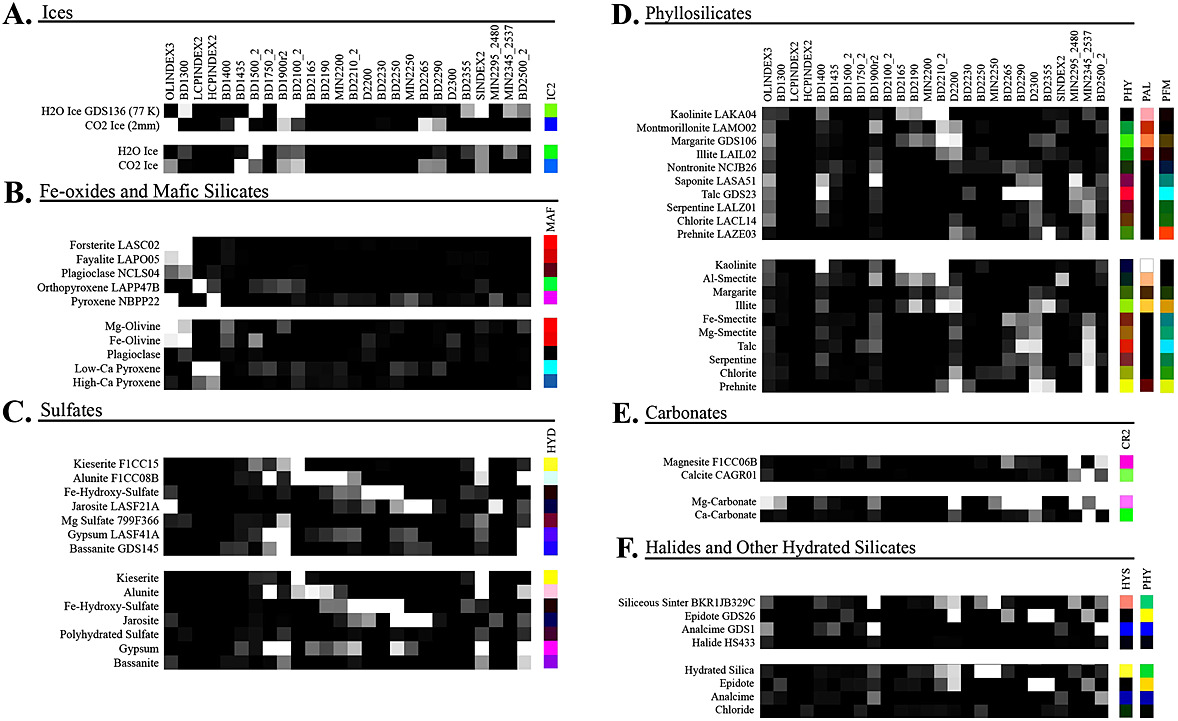 A. Ices
OLINDEX3
BD1300
LCPINDEX2
HCPINDEX2
BD1400
BD1435
BD1500_2
BD1750_2
BD1900r2
BD2100_2
BD2165
BD2190
MIN2200
BD2210_2
D2200
BD2230
BD2250
MIN2250
BD2265
BD2290
D2300
BD2355
SINDEX2
MIN2295_2480
MIN2345_2537
BD2500_2
IC2
H2O Ice GDS136 (77 K)
CO2 Ice (2mm)
H2O Ice
CO2 Ice
B. Fe-oxides and Mafic Silicates
MAF
Forsterite LASC02
Fayalite LAPO05
Plagioclase NCLS04
Orthopyroxene LAPP47B
Pyroxene NBPP22
Mg-Olivine
Fe-Olivine
Plagioclase
Low-Ca Pyroxene
High-Ca Pyroxene
C. Sulfates
HYD
Kieserite F1CC15
Alunite F1CC08B
Fe-Hydroxy-Sulfate
Jarosite LASF21A
Mg Sulfate 799F366
Gypsum LASF41A
Bassanite GDS145
Kieserite
Alunite
Fe-Hydroxy-Sulfate
Jarosite
Polyhydrated Sulfate
Gypsum
Bassanite
D. Phyllosilicates
OLINDEX3
BD1300
LCPINDEX2
HCPINDEX2
BD1400
BD1435
BD1500_2
BD1750_2
BD1900r2
BD2100_2
BD2165
BD2190
MIN2200
BD2210_2
D2200
BD2230
BD2250
MIN2250
BD2265
BD2290
D2300
BD2355
SINDEX2
MIN2295_2480
MIN2345_2537
BD2500_2
PHY
PAL
PFM
Kaolinite LAKA04
Montmorillonite LAMO02
Margarite GDS106
Illite LAIL02
Nontronite NCJB26
Saponite LASA51
Talc GDS23
Serpentine LALZ01
Chlorite LACL14
Prehnite LAZE03
Kaolinite
Al-Smectite
Margarite
Illite
Fe-Smectite
Mg-Smectite
Talc
Serpentine
Chlorite
Prehnite
E. Carbonates
CR2
Magnesite F1CC06B
Calcite CAGR01
Mg-Carbonate
Ca-Carbonate
F. Halides and Other Hydrated Silicates
HYS
PHY
Siliceous Sinter BKR1JB329C
Epidote GDS26
Analcime GDS1
Halide HS433
Hydrated Silica
Epidote
Analcime
Chloride